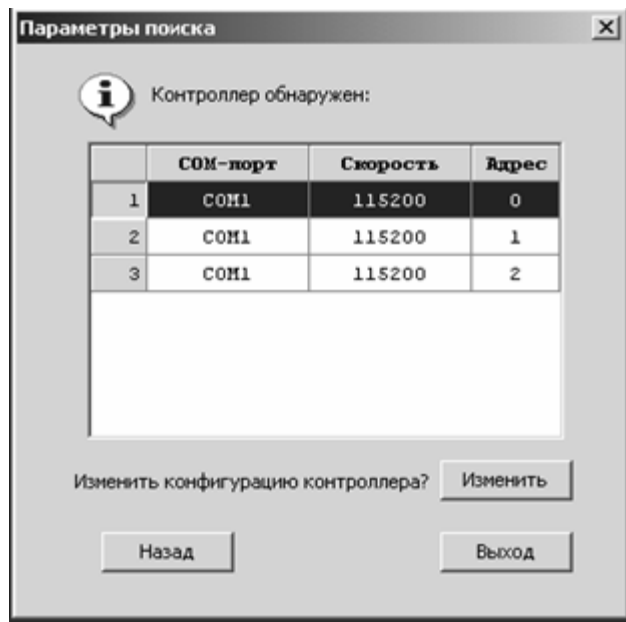 Параметры поиска
Контроллер обнаружен:
COM-порт Скорость Адрес
1 COM1 115200 0
2 COM1 115200 1
3 COM1 115200 2
Изменить конфигурацию контроллера? Изменить
Назад Выход